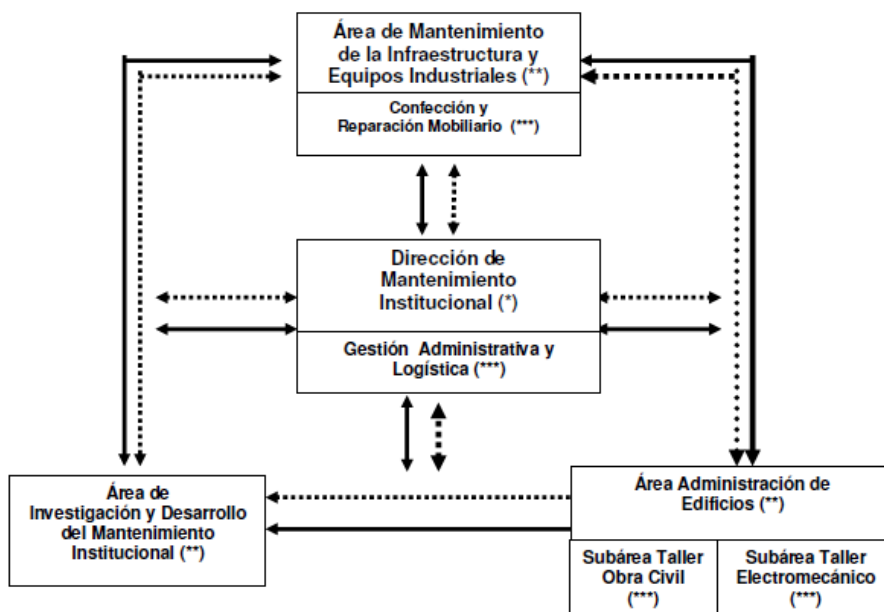 Área de Mantenimiento
de la Infraestructura y
Equipos Industriales (**)
Confección y
Reparación Mobiliario (***)
Dirección de
Mantenimiento
Institucional (*)
Gestión Administrativa y
Logística (***)
Área de
Investigación y Desarrollo
del Mantenimiento
Institucional (**)
Área Administración de
Edificios (**)
Subárea Taller
Obra Civil
(***)
Subárea Taller
Electromecánico
(***)